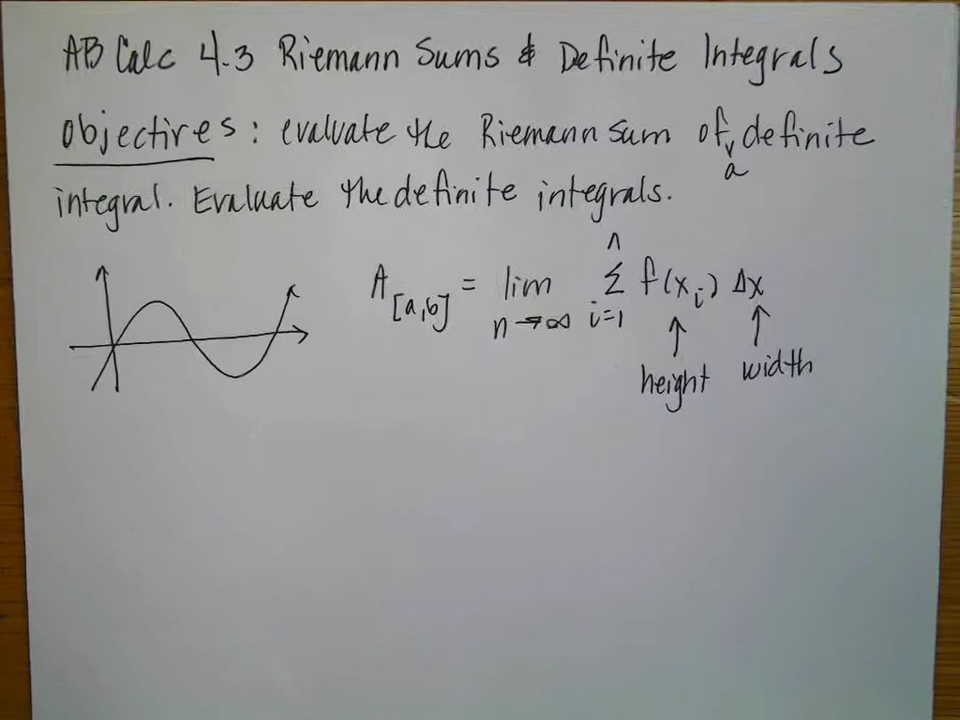 AB Calc 4.3 Riemann Sums & Definite Integrals
objectives: evaluate the Riemann sum of a definite
integral. Evaluate the definite integrals.
n
A[a,b] = lim Σ f(xi) Δx
n→∞ i=1
height width